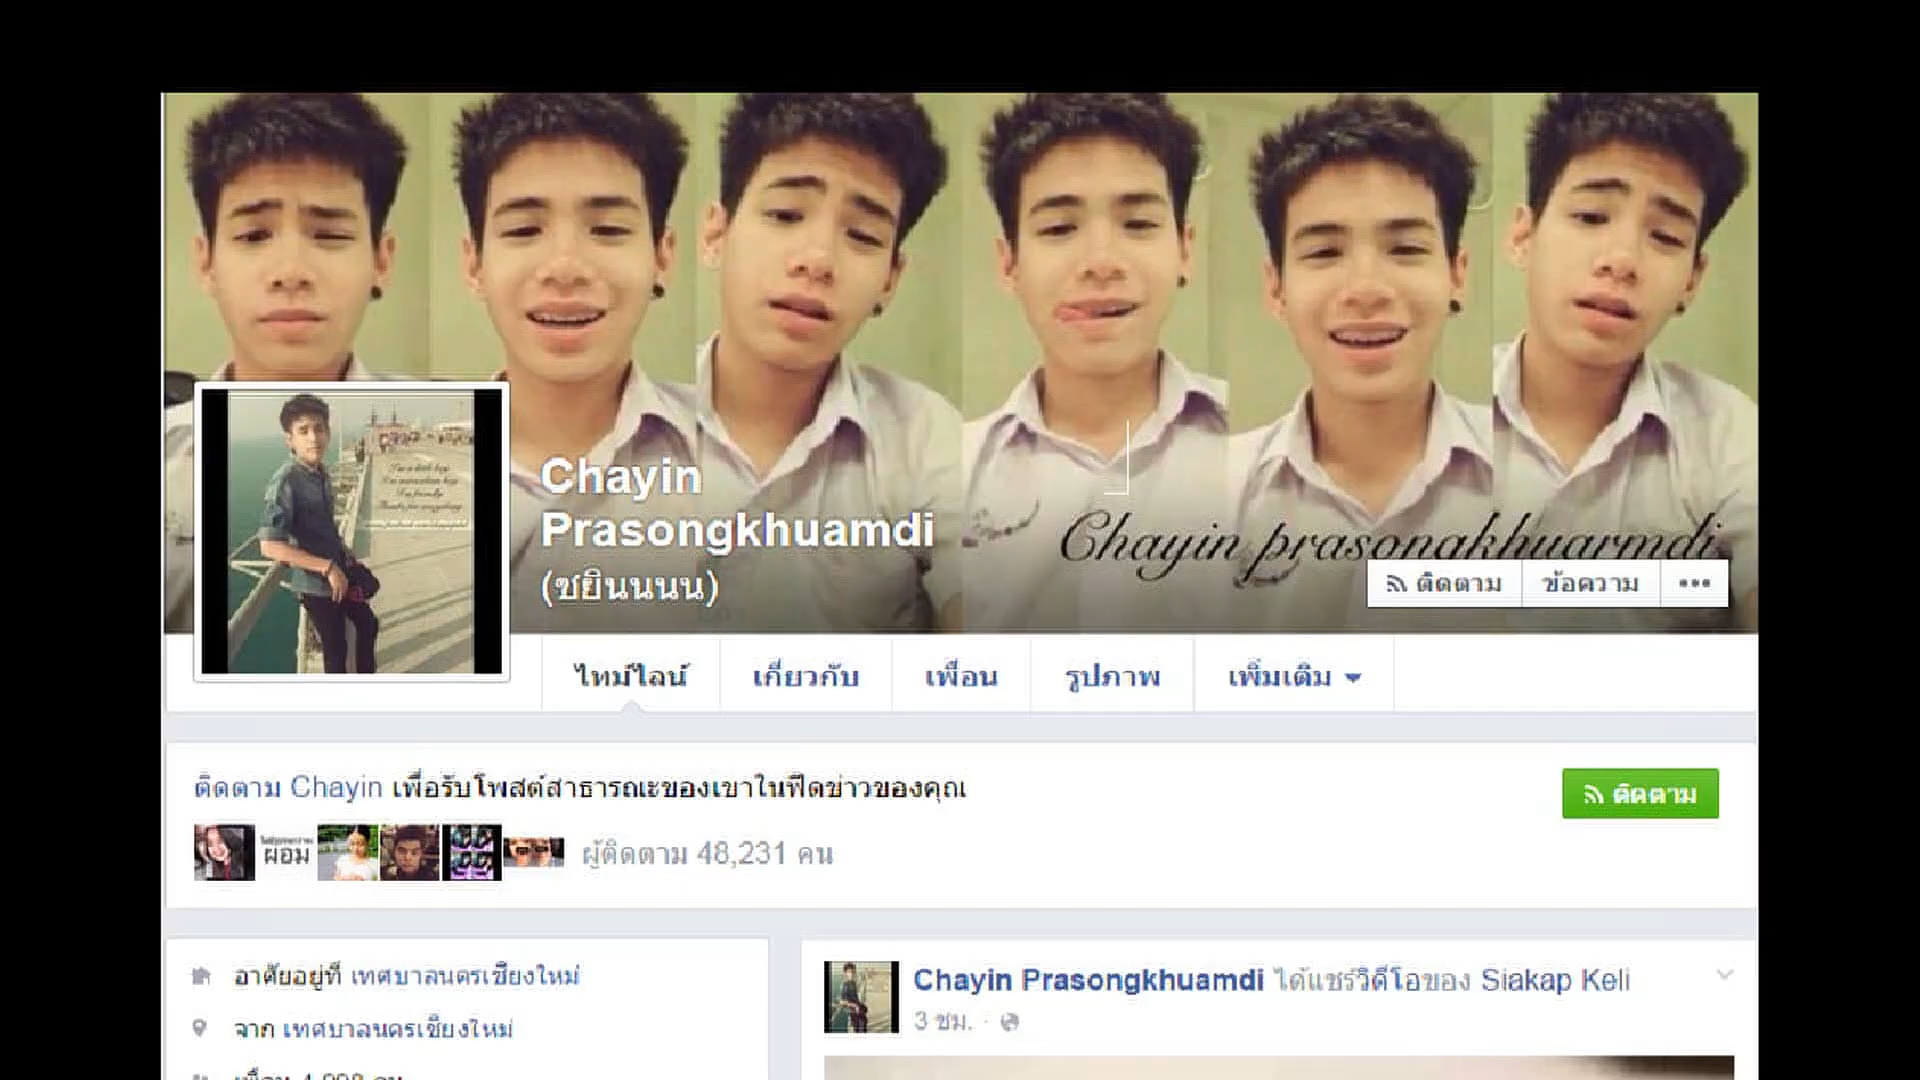 Chayin
Prasongkhuamdi
(ชยินนนน)
Chayin prasongkhuarmdi
ติดตาม
ข้อความ
ไทม์ไลน์
เกี่ยวกับ
เพื่อน
รูปภาพ
เพิ่มเติม
ติดตาม Chayin เพื่อรับโพสต์สาธารณะของเขาในฟีดข่าวของคุณ
ติดตาม
ผอม
ผู้ติดตาม 48,231 คน
อาศัยอยู่ที่ เทศบาลนครเชียงใหม่
จาก เทศบาลนครเชียงใหม่
Chayin Prasongkhuamdi ได้แชร์วิดีโอของ Siakap Keli
3 ชม.